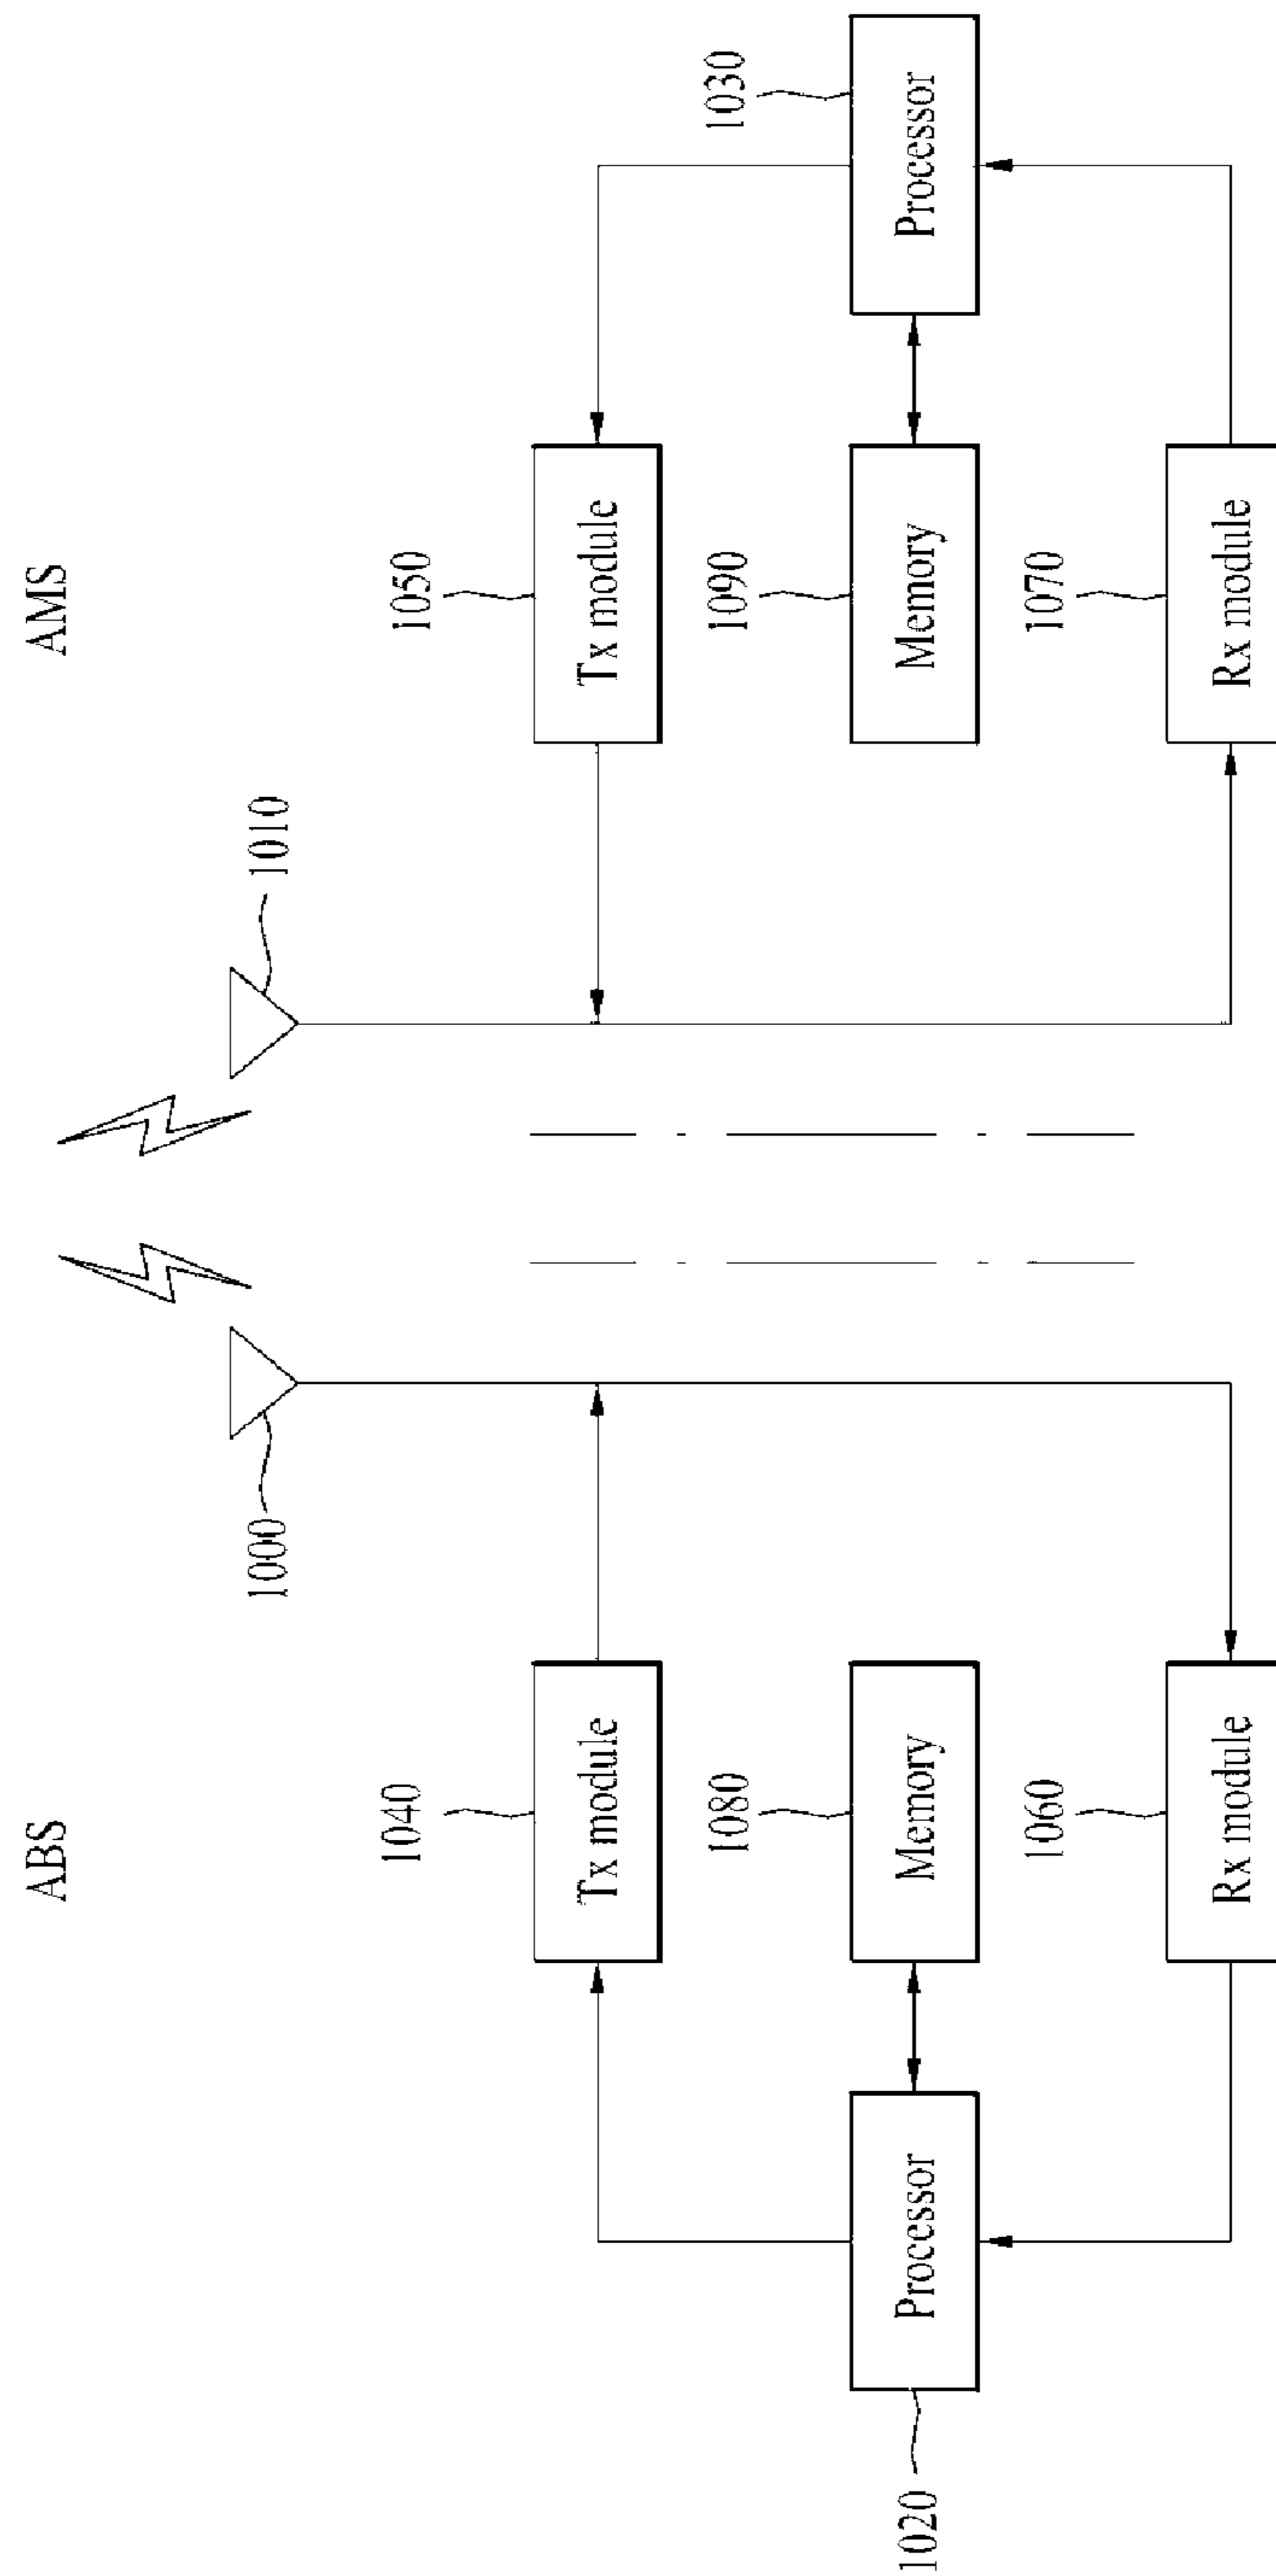 ABS
AMS
1000
1010
1040
Tx module
1050
Tx module
1020
Processor
1080
Memory
1090
Memory
1030
Processor
1060
Rx module
1070
Rx module